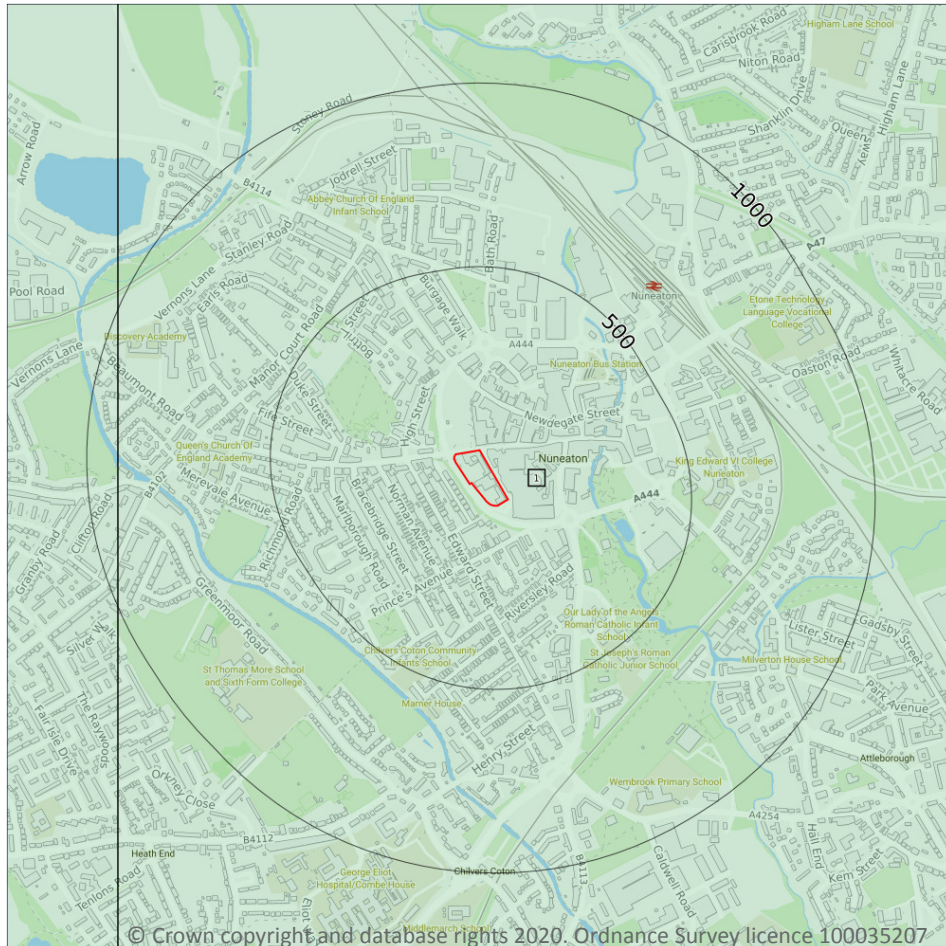 Higham Lane School
Carisbrook Road
Niton Road
Higham Lane
Shanklin Drive
Queensway
Stoney Road
Arrow Road
Jodrell Street
B4114
Abbey Church Of England
Infant School
1000
A47
Stanley Road
Bath Road
Vernons Lane
Pool Road
Earls Road
Burgage Walk
Nuneaton
Etone Technology
Language Vocational
College
500
Manor Court Road
Discovery Academy
Vernons Lane
Bottrill Street
A444
Oaston Road
Whitacre Road
Nuneaton Bus Station
Beaumont Road
Duke Street
High Street
Newdegate Street
Fife Street
Queen's Church Of
England Academy
Nuneaton
King Edward VI College
Nuneaton
1
B4102
Merevale Avenue
A444
Clifton Road
Granby Road
Richmond Road
Marlborough Road
Bracebridge Street
Norman Avenue
Edward Street
Prince's Avenue
Riversley Road
Greenmoor Road
Our Lady of the Angels
Roman Catholic Infant
School
Lister Street
Gadsby Street
Silver Walk
Chilvers Coton Community
Infants School
St Joseph's Roman
Catholic Junior School
Milverton House School
St Thomas More School
and Sixth Form College
Park Avenue
Marner House
Fair Isle Drive
The Raywoods
Henry Street
Attleborough
Orkney Close
Wembrook Primary School
A4254
B4112
Hall End
Heath End
Caldwell Road
Kem Street
Tenlons Road
George Eliot
Hospital/Combe House
Chilvers Coton
B4113
Eliot
Middlemarch School
© Crown copyright and database rights 2020. Ordnance Survey licence 100035207